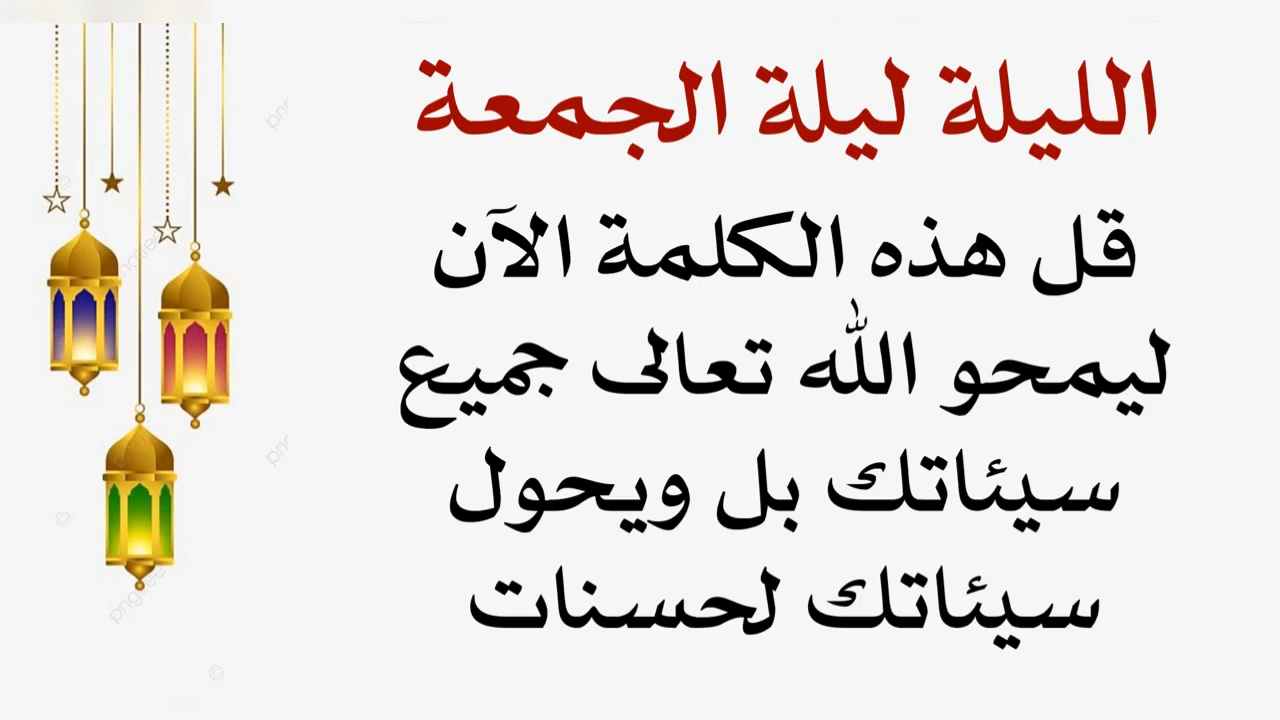 الليلة ليلة الجمعة
قل هذه الكلمة الآن
ليمحو الله تعالى جميع
سيئاتك بل ويحول
سيئاتك لحسنات